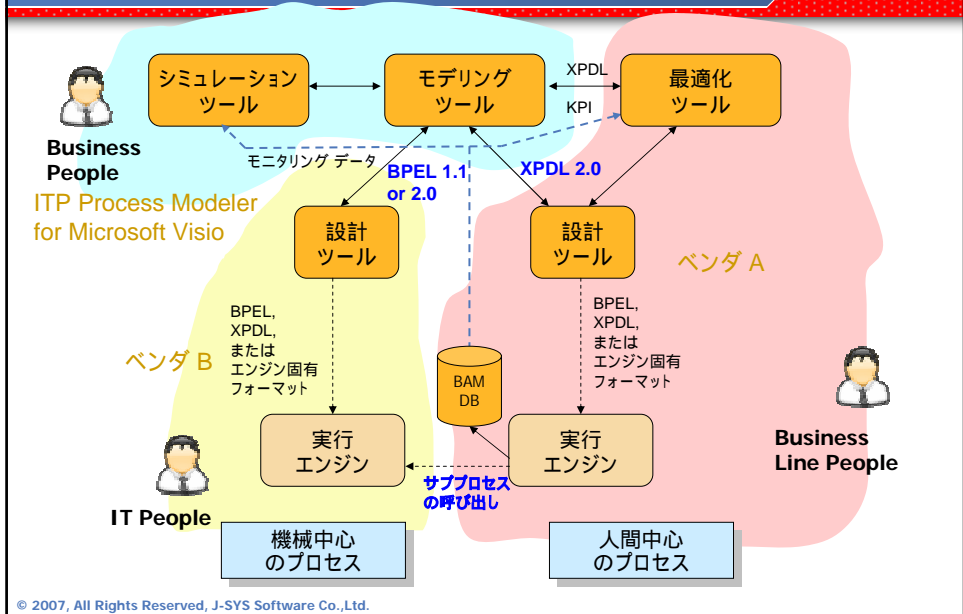 シミュレーション
ツール
モデリング
ツール
XPDL
KPI
最適化
ツール
Business
People
モニタリング データ
BPEL 1.1
or 2.0
XPDL 2.0
ITP Process Modeler
for Microsoft Visio
設計
ツール
設計
ツール
ベンダ A
BPEL,
XPDL,
または
エンジン固有
フォーマット
BPEL,
XPDL,
または
エンジン固有
フォーマット
ベンダ B
BAM
DB
実行
エンジン
実行
エンジン
Business
Line People
サブプロセス
の呼び出し
IT People
機械中心
のプロセス
人間中心
のプロセス
© 2007, All Rights Reserved, J-SYS Software Co.,Ltd.